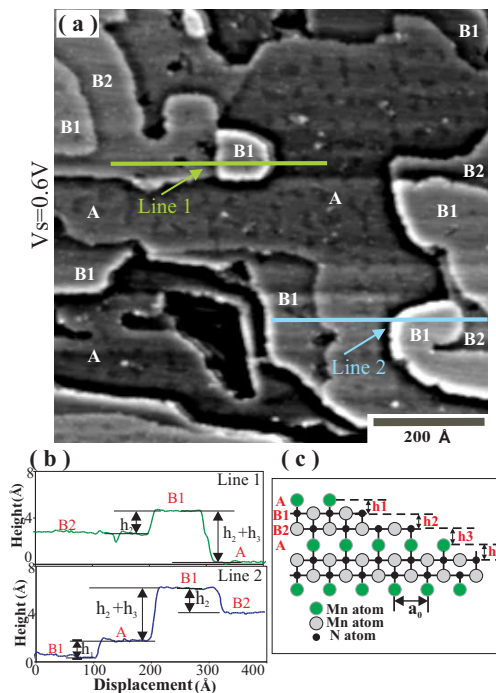 ( a )
B1
B2
B1
B1
B2
A
Line 1
A
B1
B1
B1
A
B1
B2
Line 2
Vs=0.6V
200 Å
( b )
( c )
8
Line 1
B1
4
B2
h2
h2+h3
A
0
Height(Å)
8
Line 2
B1
h2+h3
h2
4
B2
A
B1
h1
0
Height(Å)
0
100
200
300
400
Displacement(Å)
A
h1
B1
h2
B2
h3
A
h
a0
Mn atom
Mn atom
N atom